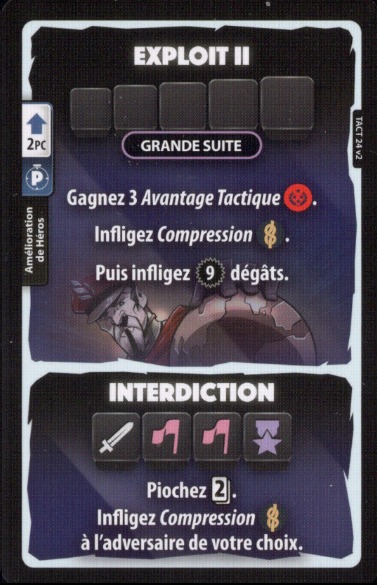 EXPLOIT II
GRANDE SUITE
2PC
P
Amélioration
de Héros
TACT 24 v2
Gagnez 3 Avantage Tactique .
Infligez Compression .
Puis infligez 9 dégâts.
INTERDICTION
Piochez 2 .
Infligez Compression
à l'adversaire de votre choix.